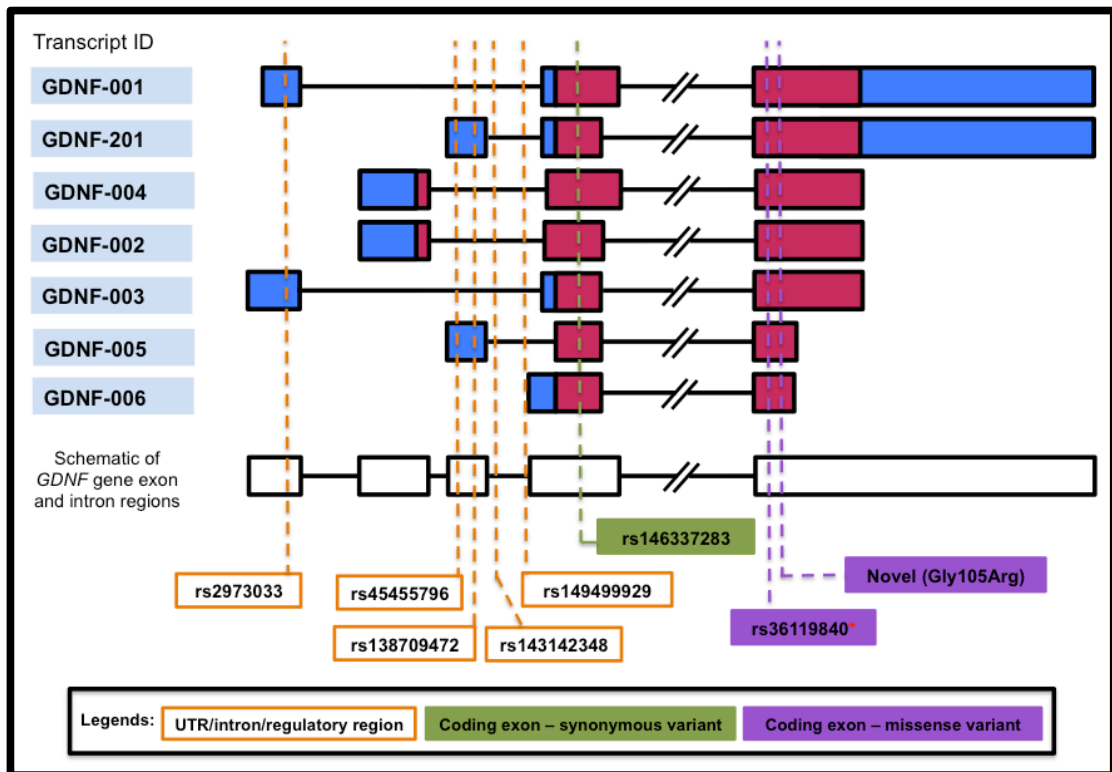 Transcript ID
GDNF-001
GDNF-201
GDNF-004
GDNF-002
GDNF-003
GDNF-005
GDNF-006
Schematic of
GDNF gene exon
and intron regions
rs146337283
Novel (Gly105Arg)
rs2973033
rs45455796
rs149499929
rs36119840*
rs138709472
rs143142348
Legends:
UTR/intron/regulatory region
Coding exon – synonymous variant
Coding exon – missense variant